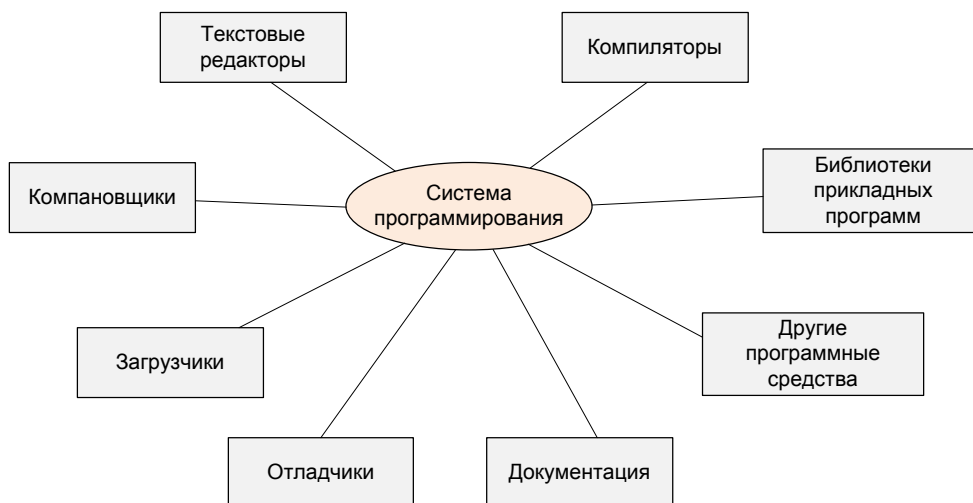 Текстовые
редакторы
Компиляторы
Компановщики
Система
программирования
Библиотеки
прикладных
программ
Загрузчики
Другие
программные
средства
Отладчики
Документация